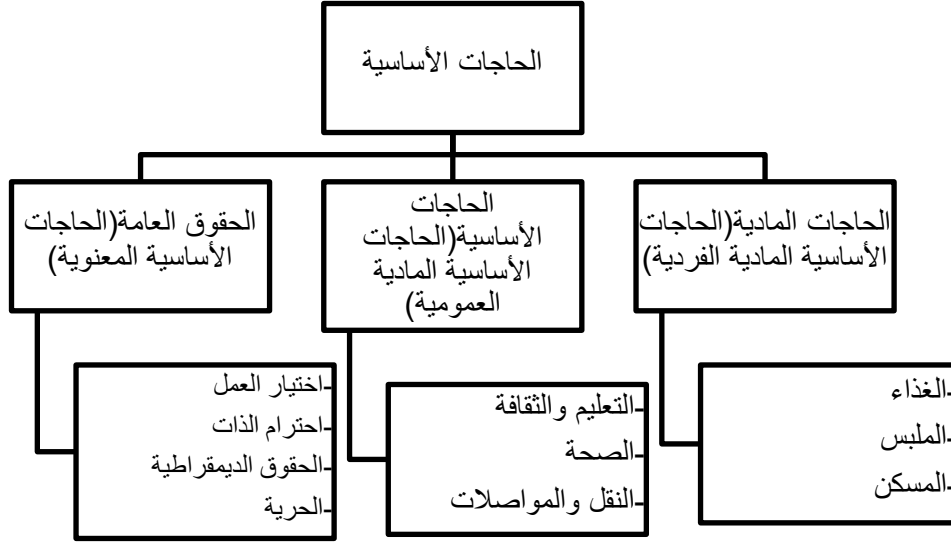 الحاجات الأساسية
الحاجات المادية(الحاجات
الأساسية المادية الفردية)
-الغذاء
-الملبس
-المسكن
الحاجات
الأساسية(الحاجات
الأساسية المادية
العمومية)
-التعليم والثقافة
-الصحة
-النقل والمواصلات
الحقوق العامة(الحاجات
الأساسية المعنوية)
-اختيار العمل
-احترام الذات
-الحقوق الديمقراطية
-الحرية